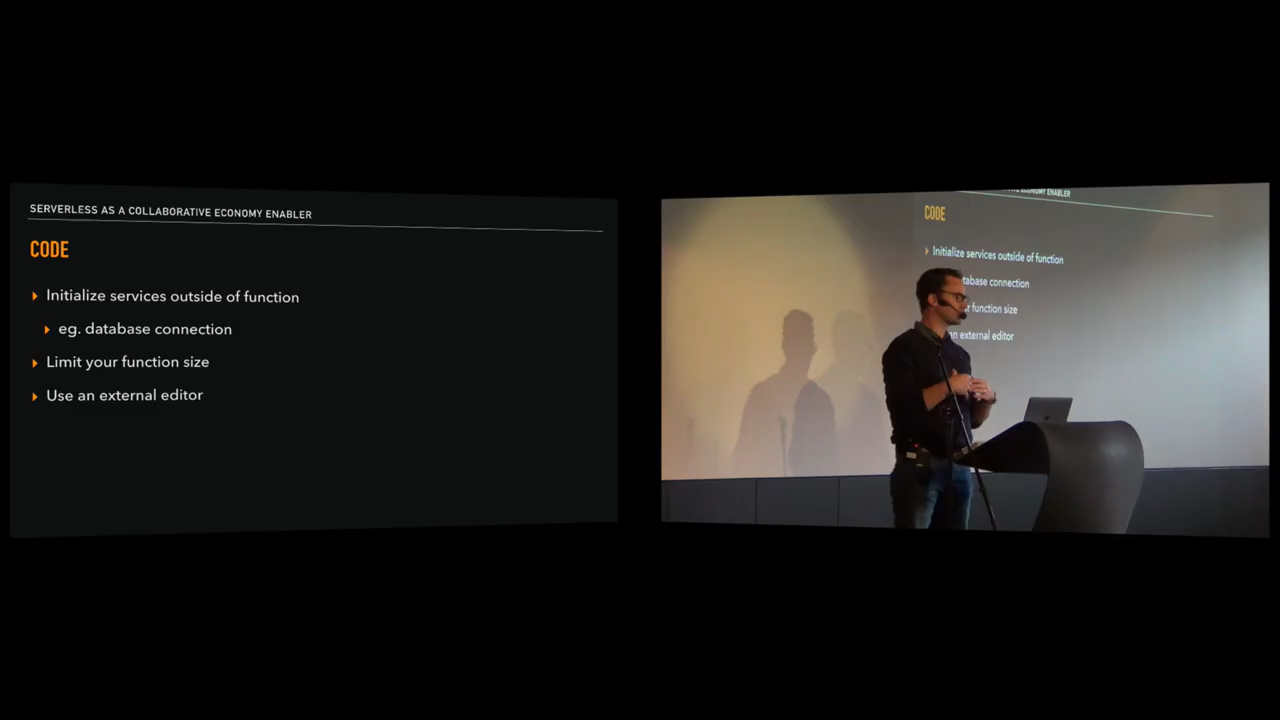 SERVERLESS AS A COLLABORATIVE ECONOMY ENABLER
CODE
Initialize services outside of function
eg. database connection
Limit your function size
Use an external editor
ECONOMY ENABLER
CODE
Initialize services outside of function
connection
function size
external editor